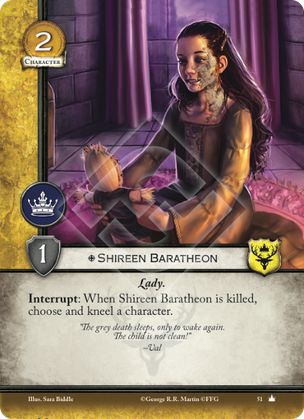 2
Character
1
Shireen Baratheon
Lady.
Interrupt: When Shireen Baratheon is killed,
choose and kneel a character.
"The grey death sleeps, only to wake again.
The child is not clean!"
–Val
Illus. Sara Biddle ©George R.R. Martin ©FFG 51